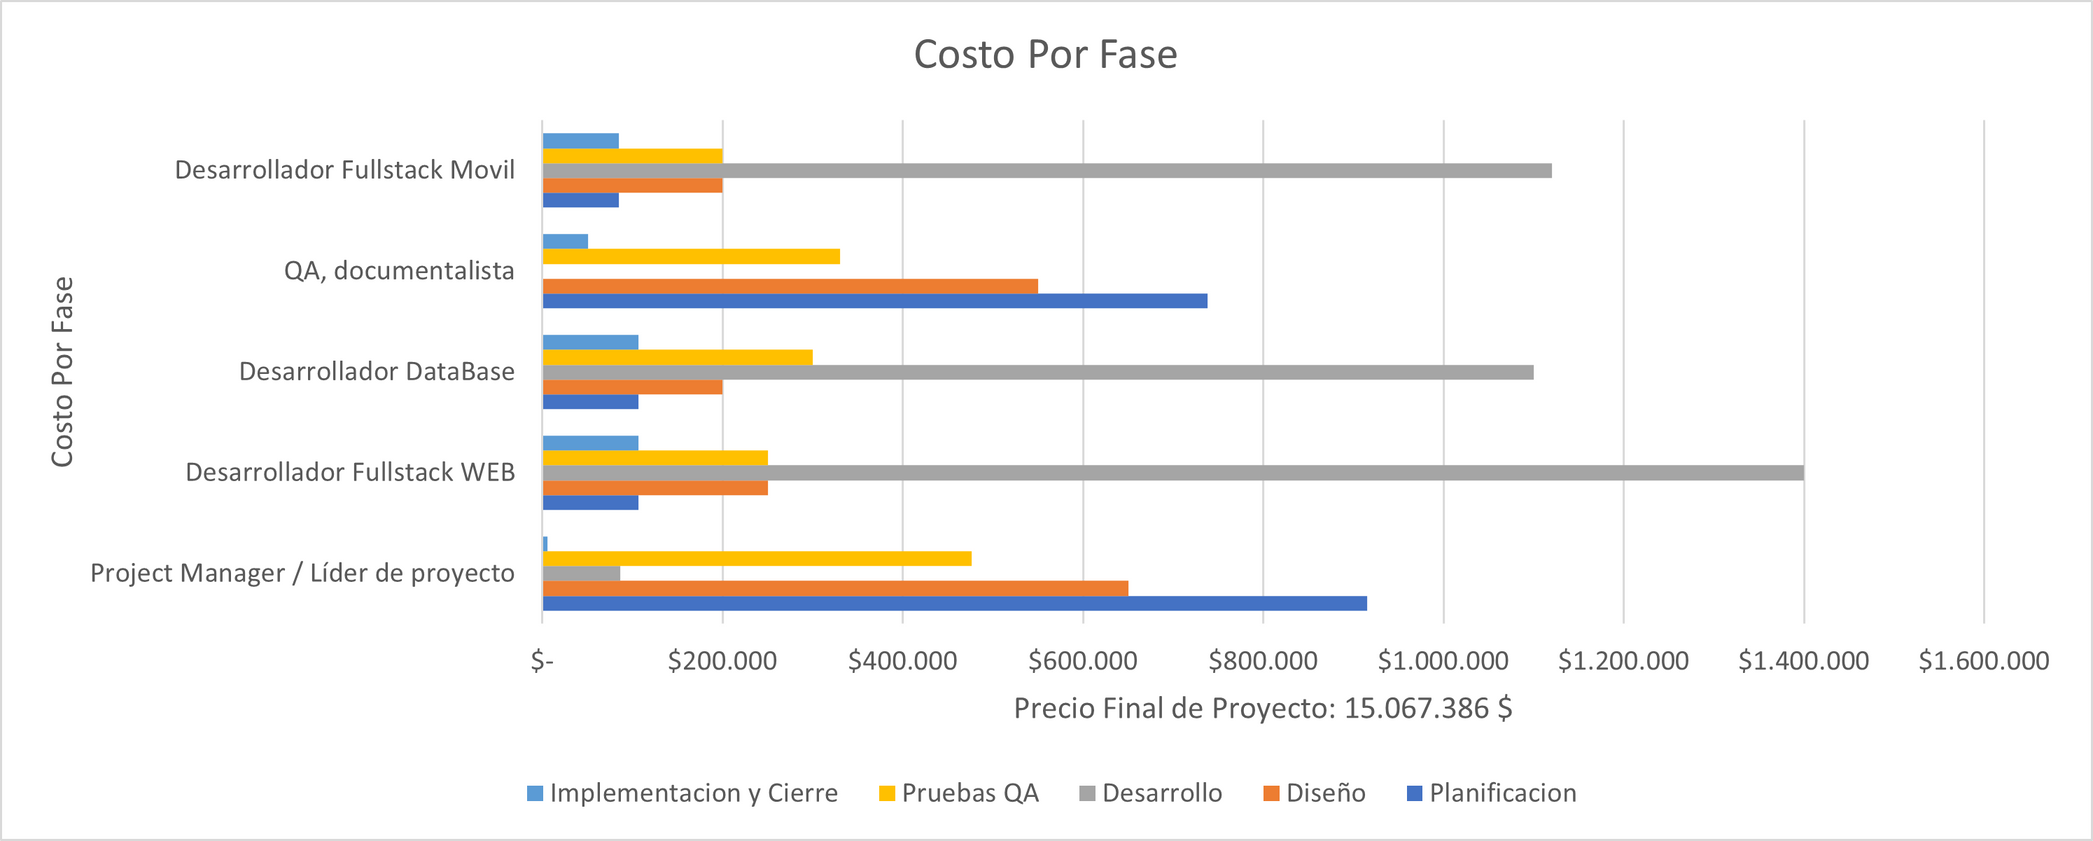 Costo Por Fase
Costo Por Fase
Desarrollador Fullstack Movil
QA, documentalista
Desarrollador DataBase
Desarrollador Fullstack WEB
Project Manager / Líder de proyecto
$- $200.000 $400.000 $600.000 $800.000 $1.000.000 $1.200.000 $1.400.000 $1.600.000
Precio Final de Proyecto: 15.067.386 $
Implementacion y Cierre Pruebas QA Desarrollo Diseño Planificacion